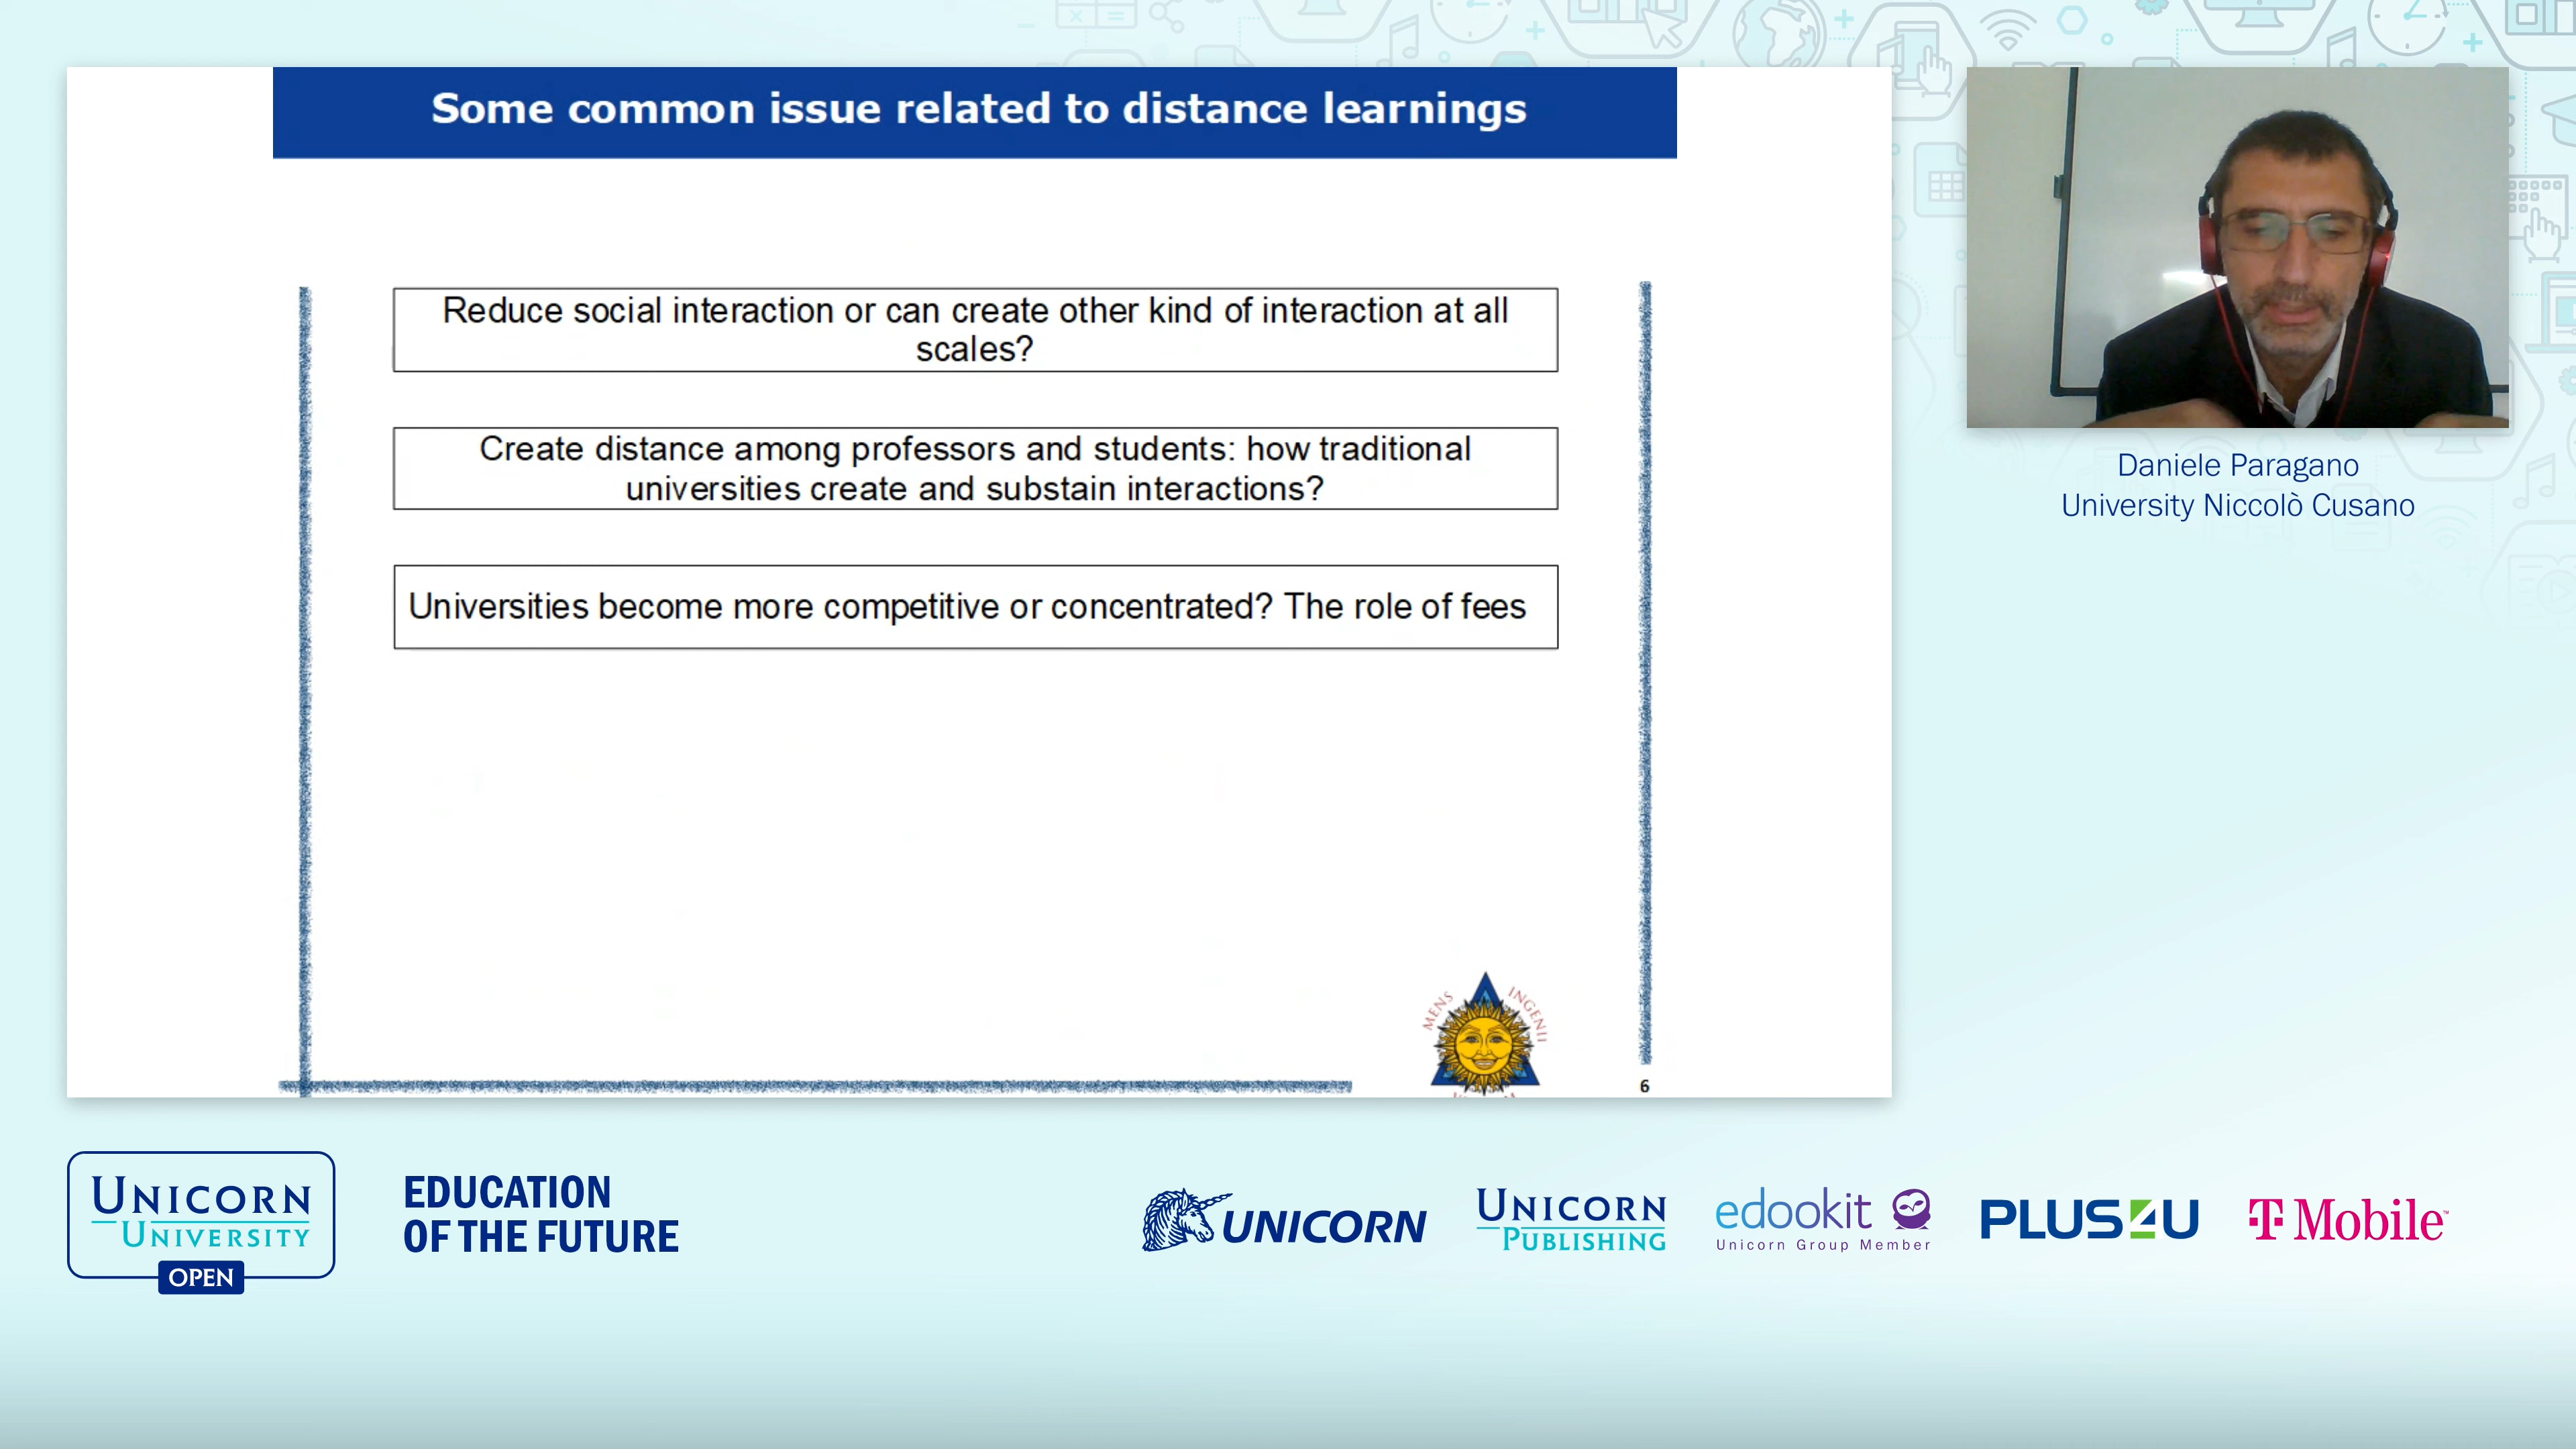 Some common issue related to distance learnings
Reduce social interaction or can create other kind of interaction at all
scales?
Create distance among professors and students: how traditional
universities create and substain interactions?
Universities become more competitive or concentrated? The role of fees
MENS INGENII
6
Daniele Paragano
University Niccolò Cusano
UNICORN
UNIVERSITY
OPEN
EDUCATION
OF THE FUTURE
UNICORN
UNICORN
PUBLISHING
edookit
Unicorn Group Member
PLUS4U
T Mobile™